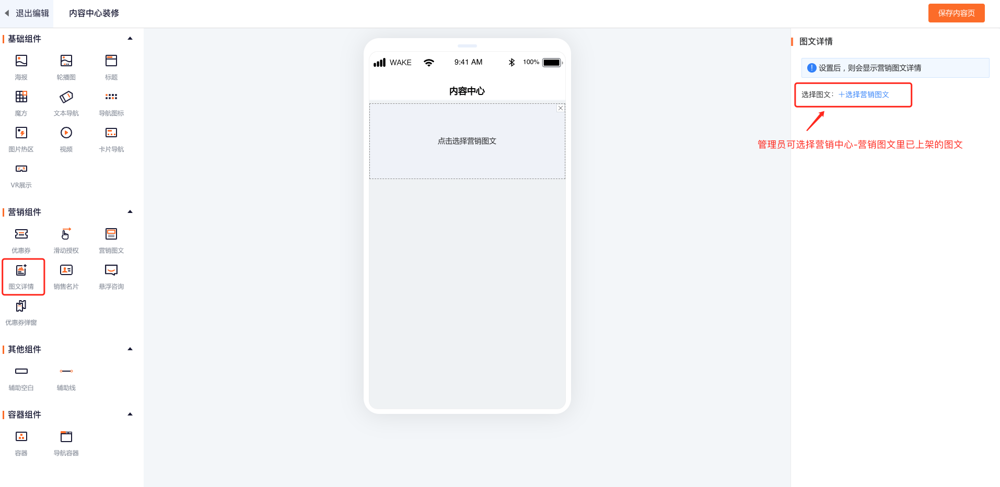 退出编辑
内容中心装修
保存内容页
基础组件
海报
轮播图
标题
魔方
文本导航
导航图标
图片热区
视频
卡片导航
VR展示
营销组件
优惠券
滑动授权
营销图文
图文详情
销售名片
悬浮咨询
优惠券弹窗
其他组件
辅助空白
辅助线
容器组件
容器
导航容器
WAKE 9:41 AM 100%
内容中心
点击选择营销图文
图文详情
设置后，则会显示营销图文详情
选择图文：＋选择营销图文
管理员可选择营销中心-营销图文里已上架的图文